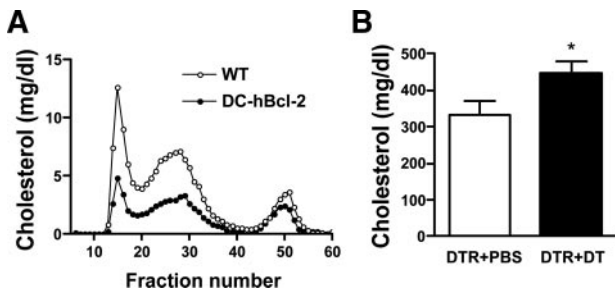 A
Cholesterol (mg/dl)
15
10
5
0
WT
DC-hBcl-2
10 20 30 40 50 60
Fraction number
B
Cholesterol (mg/dl)
500
400
300
200
100
0
*
DTR+PBS DTR+DT